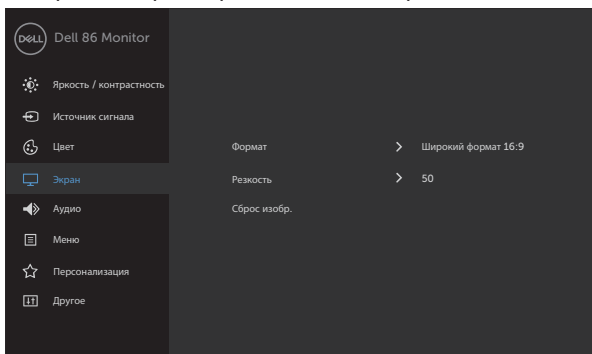 DELL Dell 86 Monitor
Яркость / контрастность
Источник сигнала
Цвет
Формат
Широкий формат 16:9
Экран
Резкость
50
Аудио
Сброс изобр.
Меню
Персонализация
Другое